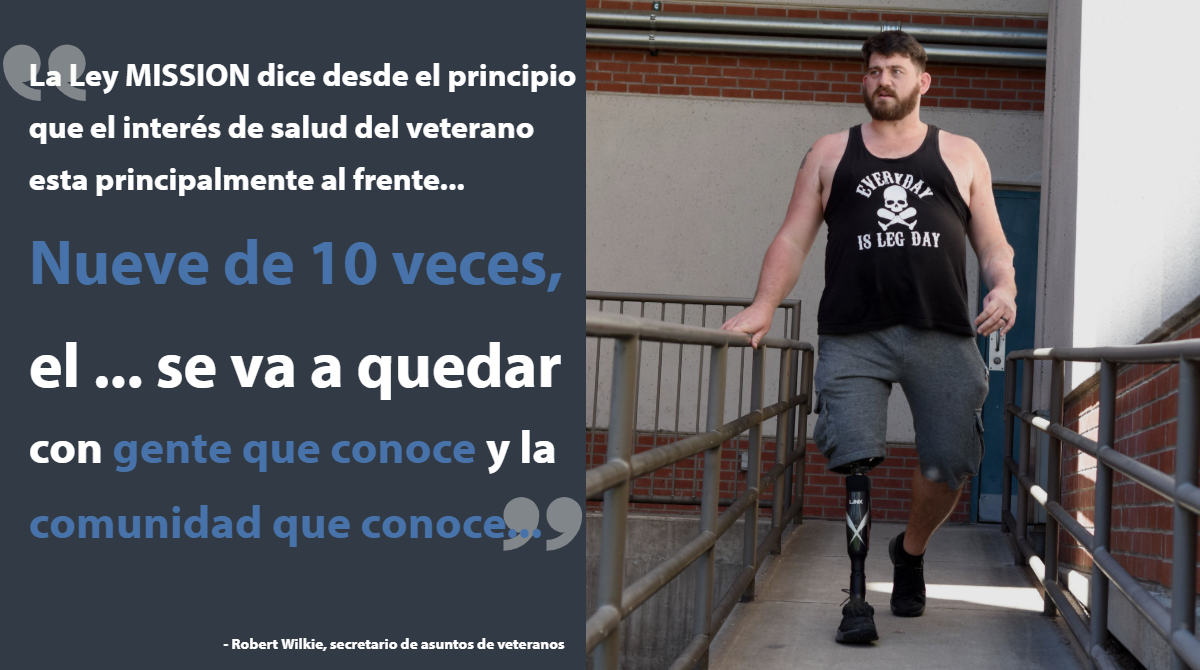 “
La Ley MISSION dice desde el principio
que el interés de salud del veterano
esta principalmente al frente...
Nueve de 10 veces,
el ... se va a quedar
con gente que conoce y la
comunidad que conoce...
”
- Robert Wilkie, secretario de asuntos de veteranos
EVERYDAY
IS LEG DAY
LINX